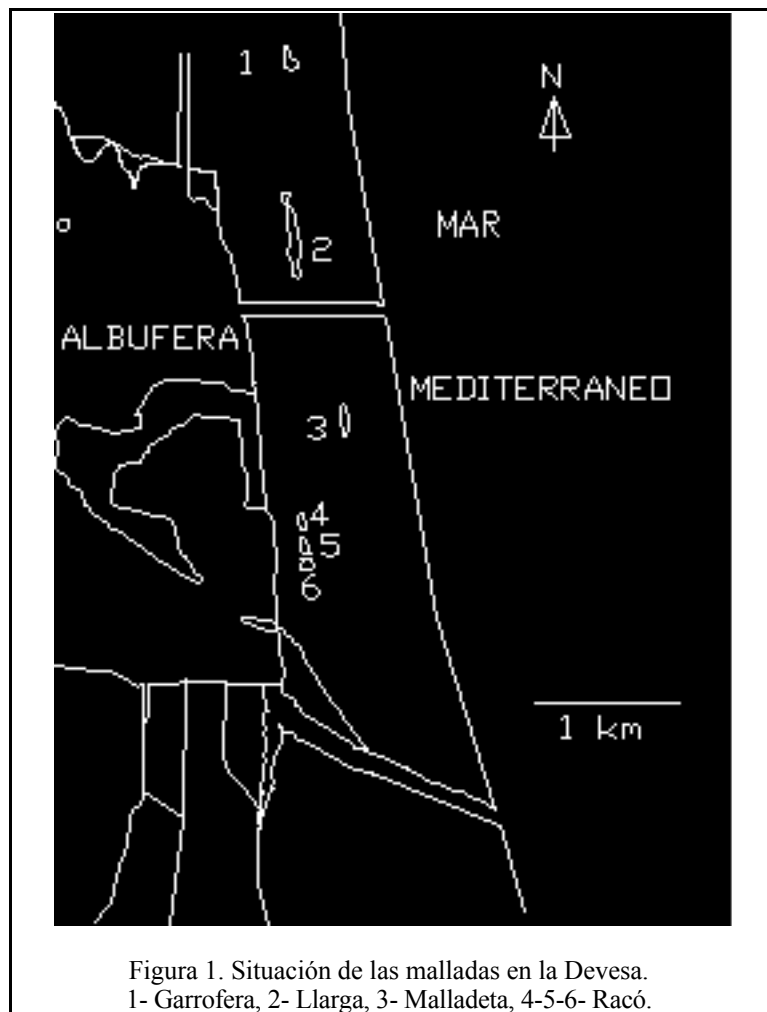 1
N
MAR
2
ALBUFERA
MEDITERRANEO
3
4
5
6
1 km
Figura 1. Situación de las malladas en la Devesa.
1- Garrofera, 2- Llarga, 3- Malladeta, 4-5-6- Racó.